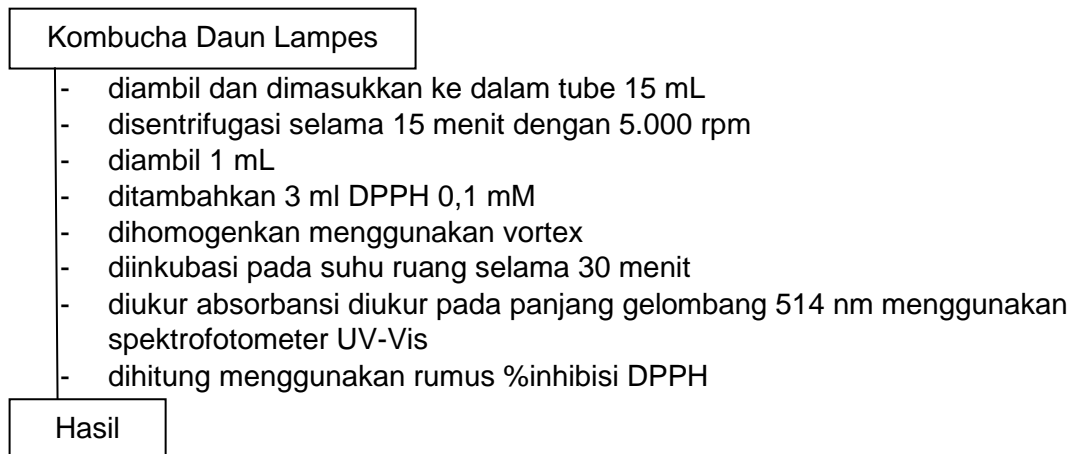 Kombucha Daun Lampes
- diambil dan dimasukkan ke dalam tube 15 mL
- disentrifugasi selama 15 menit dengan 5.000 rpm
- diambil 1 mL
- ditambahkan 3 ml DPPH 0,1 mM
- dihomogenkan menggunakan vortex
- diinkubasi pada suhu ruang selama 30 menit
- diukur absorbansi diukur pada panjang gelombang 514 nm menggunakan
spektrofotometer UV-Vis
- dihitung menggunakan rumus %inhibisi DPPH
Hasil